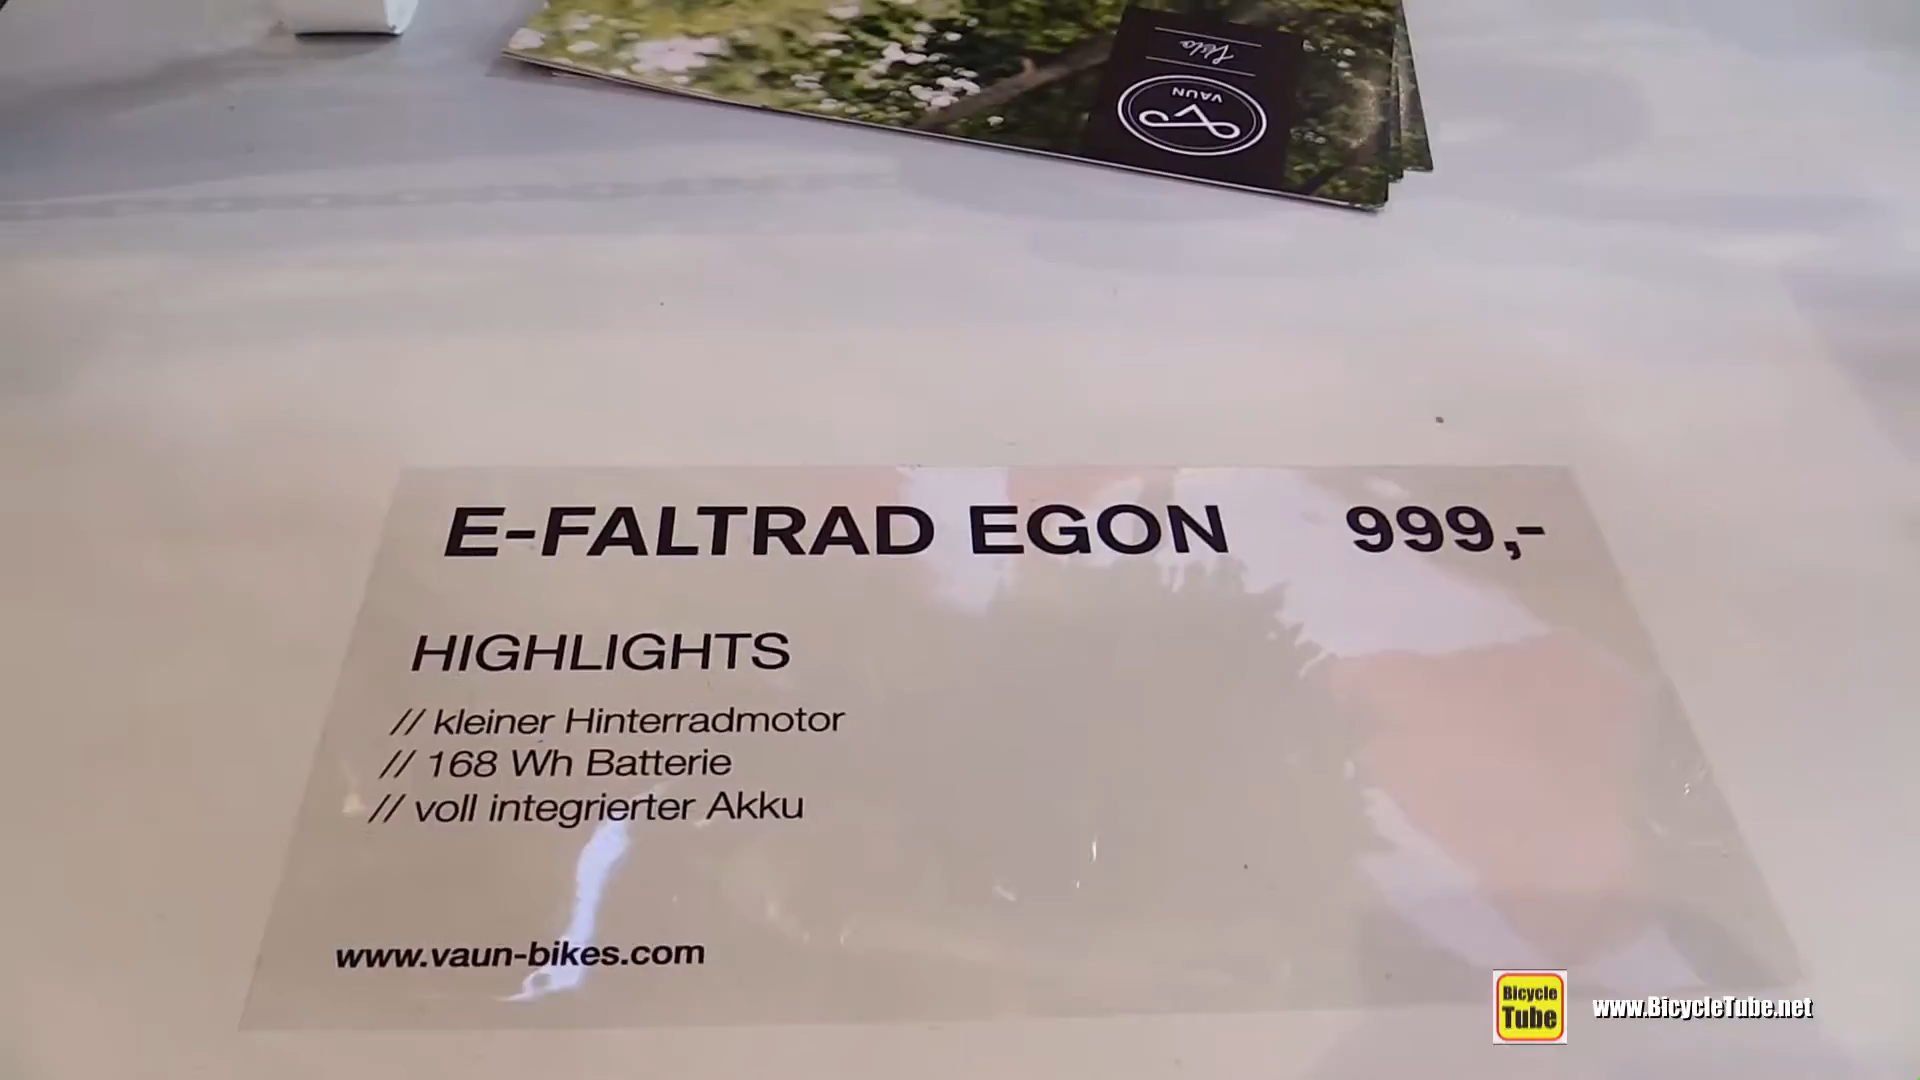 Velo
VAUN
E-FALTRAD EGON 999,-
HIGHLIGHTS
// kleiner Hinterradmotor
// 168 Wh Batterie
// voll integrierter Akku
www.vaun-bikes.com
Bicycle
Tube
www.BicycleTube.net